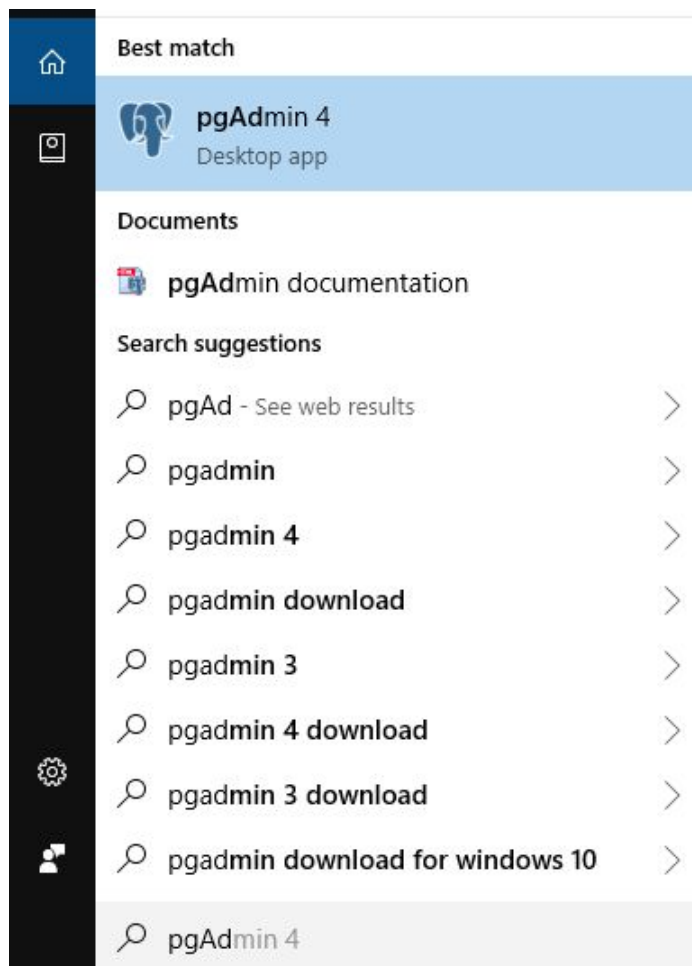 Best match
pgAdmin 4
Desktop app
Documents
pgAdmin documentation
Search suggestions
pgAd - See web results
pgadmin
pgadmin 4
pgadmin download
pgadmin 3
pgadmin 4 download
pgadmin 3 download
pgadmin download for windows 10
pgAdmin 4